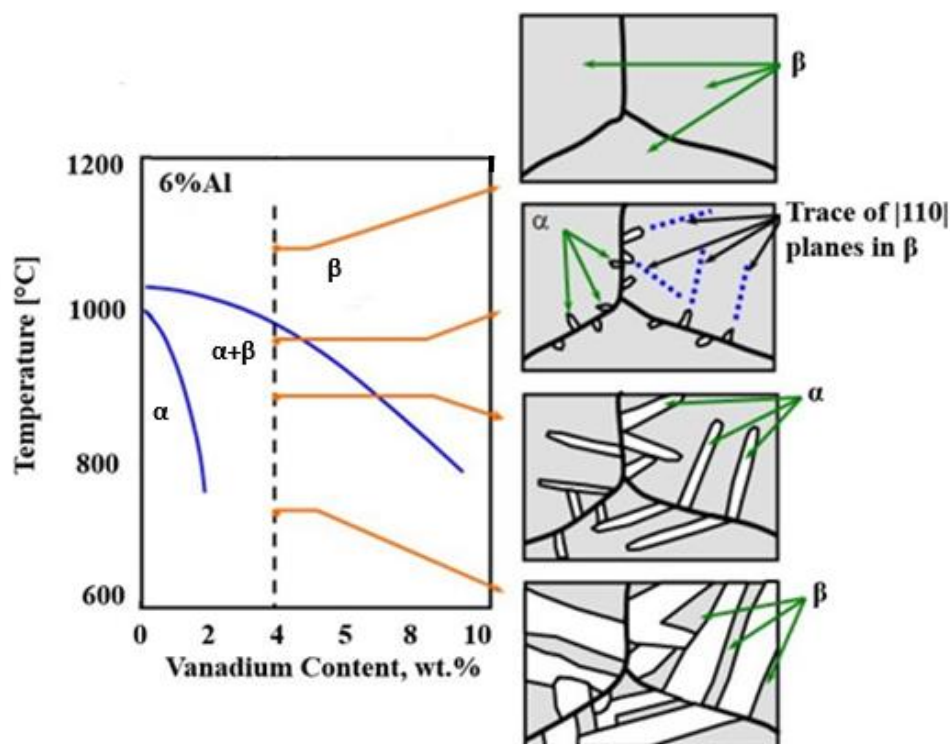 1200
1000
800
600
Temperature [°C]
6%Al
β
α+β
α
0 2 4 5 8 10
Vanadium Content, wt.%
β
α
Trace of |110|
planes in β
α
β